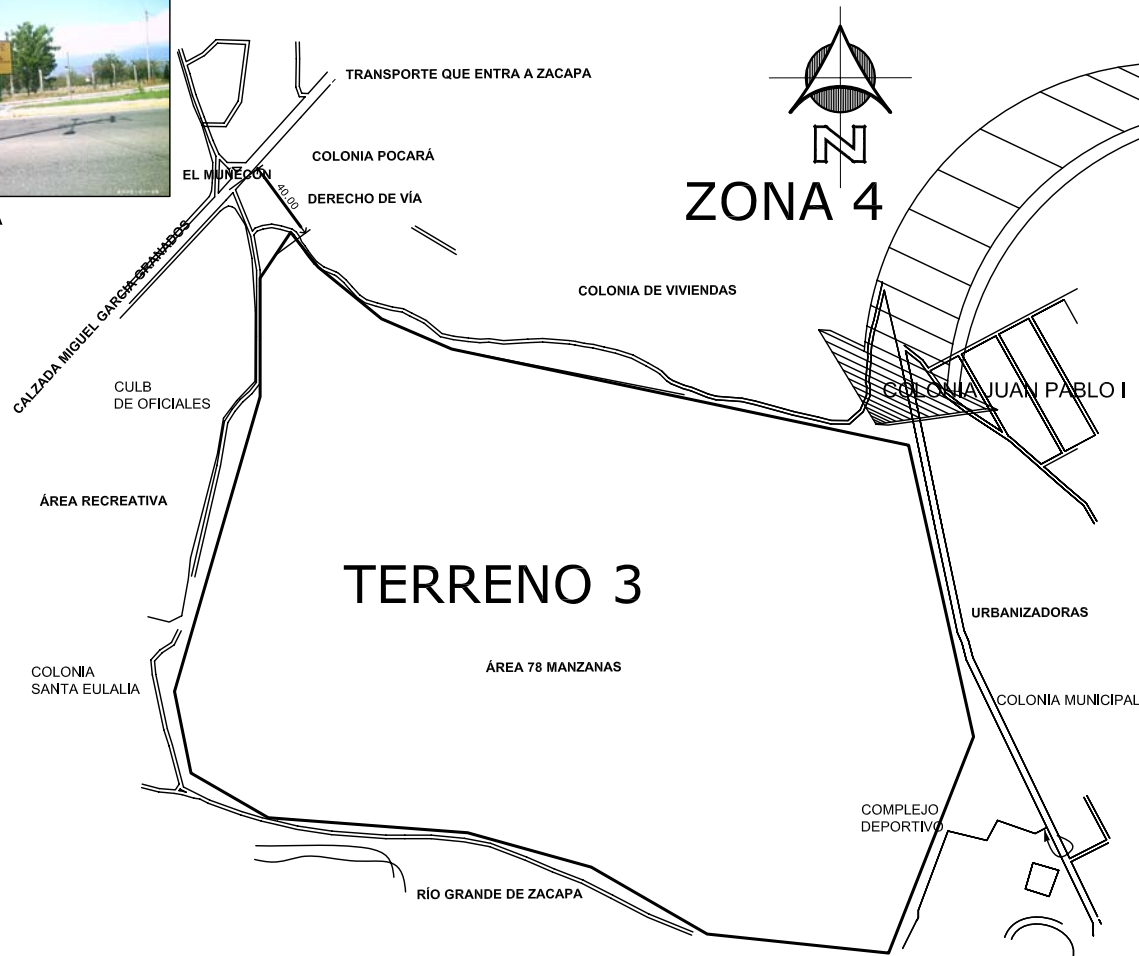 TRANSPORTE QUE ENTRA A ZACAPA
COLONIA POCARÁ
EL MUÑECÓN
40.00
DERECHO DE VÍA
N
ZONA 4
CALZADA MIGUEL GARCIA GRANADOS
COLONIA DE VIVIENDAS
CULB
DE OFICIALES
COLONIA JUAN PABLO I
ÁREA RECREATIVA
TERRENO 3
URBANIZADORAS
ÁREA 78 MANZANAS
COLONIA
SANTA EULALIA
COLONIA MUNICIPAL
COMPLEJO
DEPORTIVO
RÍO GRANDE DE ZACAPA